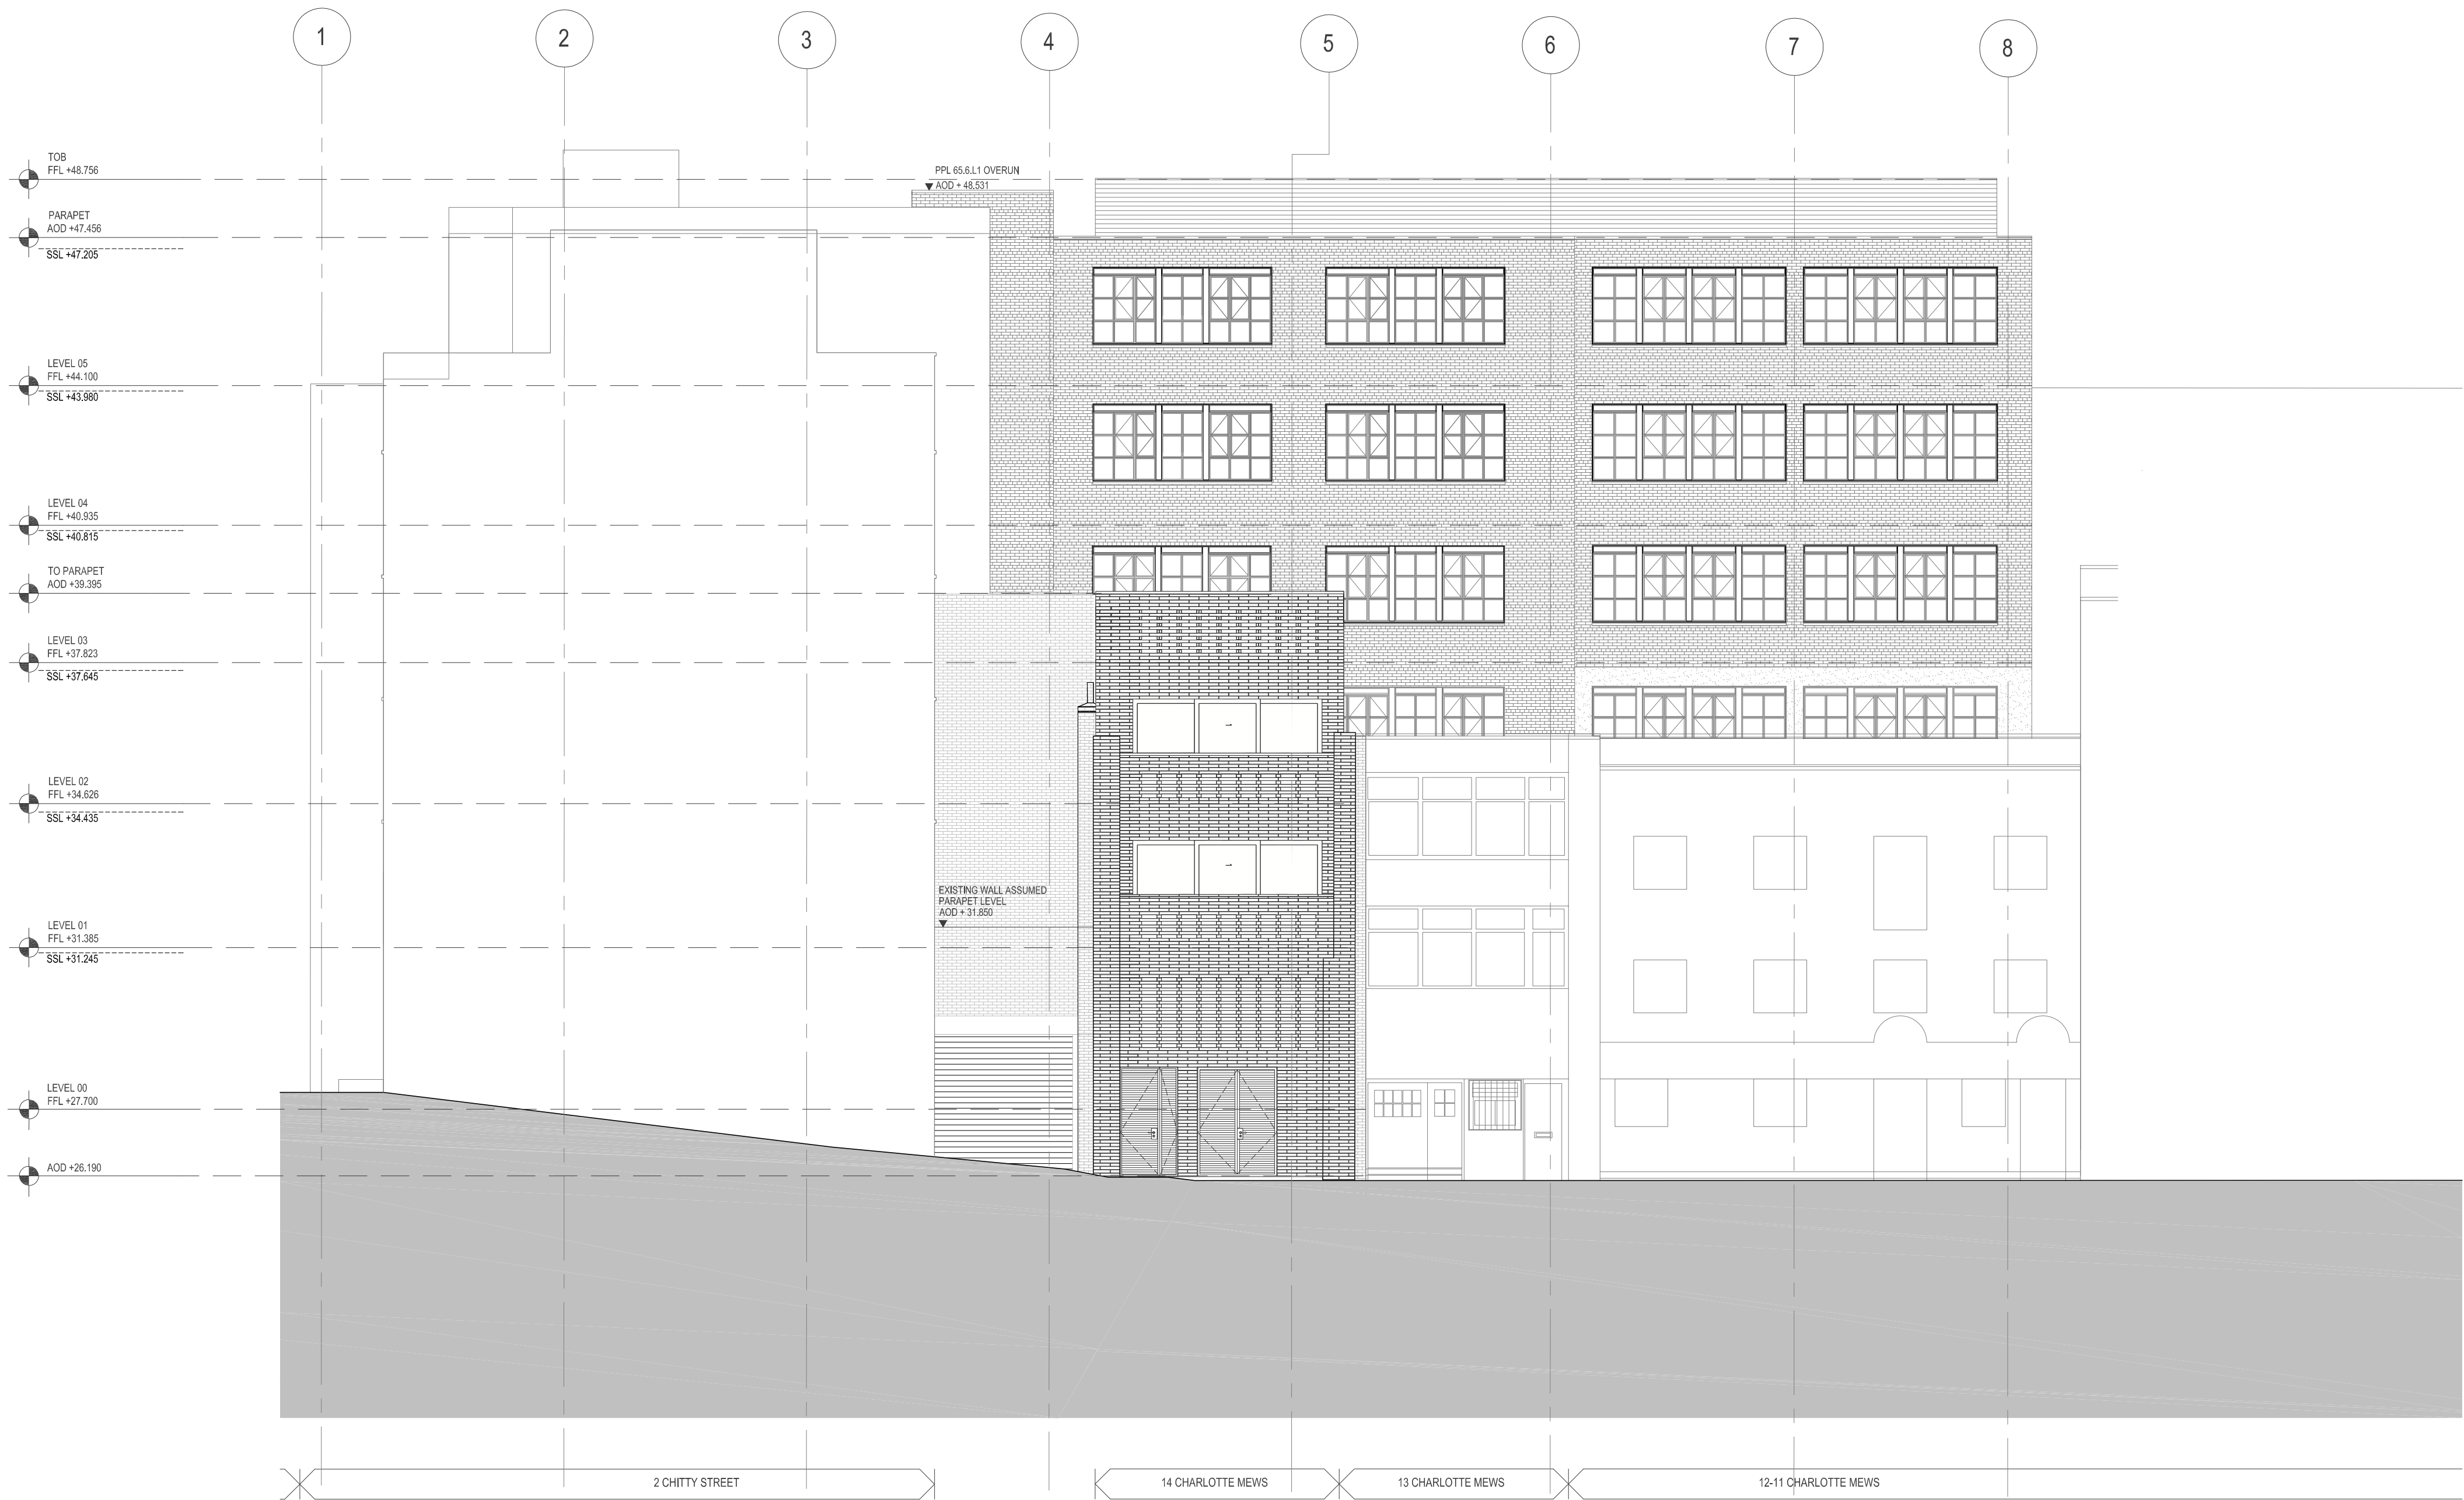 1
2
3
4
5
6
7
8
TOB
FFL +48.756
PPL 65.6.L1 OVERUN
AOD + 48.531
PARAPET
AOD +47.456
SSL +47.205
LEVEL 05
FFL +44.100
SSL +43.980
LEVEL 04
FFL +40.935
SSL +40.815
TO PARAPET
AOD +39.395
LEVEL 03
FFL +37.823
SSL +37.645
LEVEL 02
FFL +34.626
SSL +34.435
EXISTING WALL ASSUMED
PARAPET LEVEL
AOD + 31.850
LEVEL 01
FFL +31.385
SSL +31.245
LEVEL 00
FFL +27.700
AOD +26.190
2 CHITTY STREET
14 CHARLOTTE MEWS
13 CHARLOTTE MEWS
12-11 CHARLOTTE MEWS